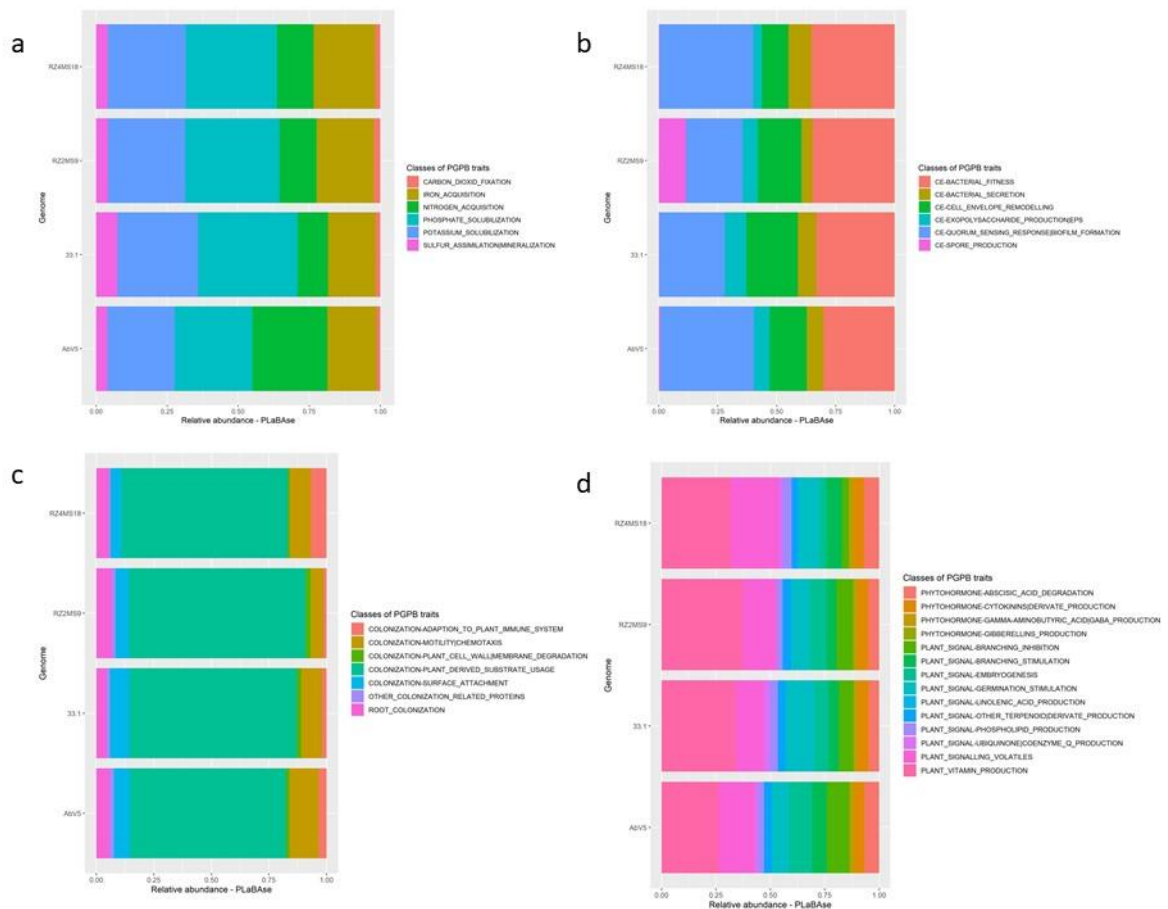 a
RZ4MS18
RZ2MS9
33.1
AbV5
Genome
0.00 0.25 0.50 0.75 1.00
Relative abundance - PLaBAse
Classes of PGPB traits
CARBON_DIOXID_FIXATION
IRON_ACQUISITION
NITROGEN_ACQUISITION
PHOSPHATE_SOLUBILIZATION
POTASSIUM_SOLUBILIZATION
SULFUR_ASSIMILATION|MINERALIZATION
b
RZ4MS18
RZ2MS9
33.1
AbV5
Genome
0.00 0.25 0.50 0.75 1.00
Relative abundance - PLaBAse
Classes of PGPB traits
CE-BACTERIAL_FITNESS
CE-BACTERIAL_SECRETION
CE-CELL_ENVELOPE_REMODELLING
CE-EXOPOLYSACCHARIDE_PRODUCTION|EPS
CE-QUORUM_SENSING_RESPONSE|BIOFILM_FORMATION
CE-SPORE_PRODUCTION
c
RZ4MS18
RZ2MS9
33.1
AbV5
Genome
0.00 0.25 0.50 0.75 1.00
Relative abundance - PLaBAse
Classes of PGPB traits
COLONIZATION-ADAPTION_TO_PLANT_IMMUNE_SYSTEM
COLONIZATION-MOTILITY|CHEMOTAXIS
COLONIZATION-PLANT_CELL_WALL|MEMBRANE_DEGRADATION
COLONIZATION-PLANT_DERIVED_SUBSTRATE_USAGE
COLONIZATION-SURFACE_ATTACHMENT
OTHER_COLONIZATION_RELATED_PROTEINS
ROOT_COLONIZATION
d
RZ4MS18
RZ2MS9
33.1
AbV5
Genome
0.00 0.25 0.50 0.75 1.00
Relative abundance - PLaBAse
Classes of PGPB traits
PHYTOHORMONE-ABSCISIC_ACID_DEGRADATION
PHYTOHORMONE-CYTOKININS|DERIVATE_PRODUCTION
PHYTOHORMONE-GAMMA-AMINOBUTYRIC_ACID|GABA_PRODUCTION
PHYTOHORMONE-GIBBERELLINS_PRODUCTION
PLANT_SIGNAL-BRANCHING_INHIBITION
PLANT_SIGNAL-BRANCHING_STIMULATION
PLANT_SIGNAL-EMBRYOGENESIS
PLANT_SIGNAL-GERMINATION_STIMULATION
PLANT_SIGNAL-LINOLENIC_ACID_PRODUCTION
PLANT_SIGNAL-OTHER_TERPENOID|DERIVATE_PRODUCTION
PLANT_SIGNAL-PHOSPHOLIPID_PRODUCTION
PLANT_SIGNAL-UBIQUINONE|COENZYME_Q_PRODUCTION
PLANT_SIGNALLING_VOLATILES
PLANT_VITAMIN_PRODUCTION